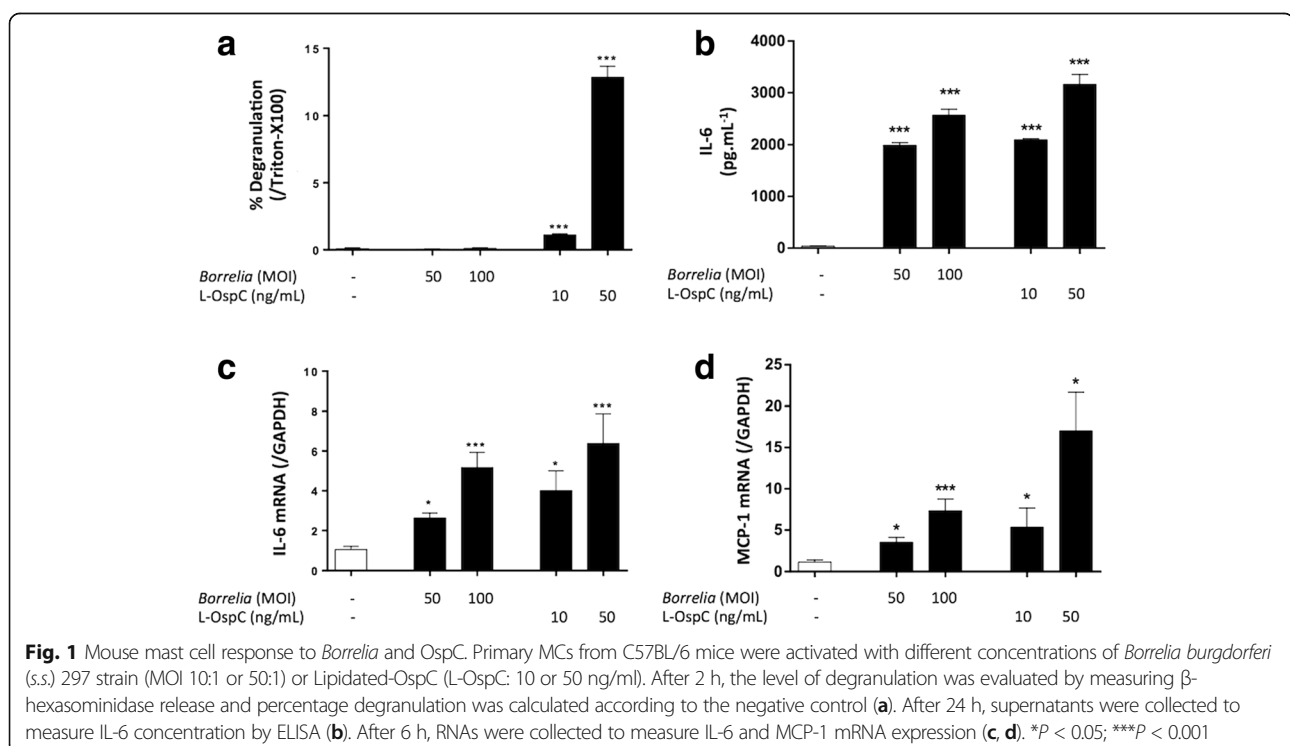 a
% Degranulation
(/Triton-X100)
15
10
5
0
***
***
Borrelia (MOI) - 50 100
L-OspC (ng/mL) - 10 50
b
IL-6
(pg.mL-1)
4000
3000
2000
1000
0
***
***
***
***
Borrelia (MOI) - 50 100
L-OspC (ng/mL) - 10 50
c
IL-6 mRNA (/GAPDH)
10
8
6
4
2
0
*
***
*
***
Borrelia (MOI) - 50 100
L-OspC (ng/mL) - 10 50
d
MCP-1 mRNA (/GAPDH)
25
20
15
10
5
0
*
***
*
*
Borrelia (MOI) - 50 100
L-OspC (ng/mL) - 10 50
Fig. 1 Mouse mast cell response to Borrelia and OspC. Primary MCs from C57BL/6 mice were activated with different concentrations of Borrelia burgdorferi
(s.s.) 297 strain (MOI 10:1 or 50:1) or Lipidated-OspC (L-OspC: 10 or 50 ng/ml). After 2 h, the level of degranulation was evaluated by measuring β-
hexasominidase release and percentage degranulation was calculated according to the negative control (a). After 24 h, supernatants were collected to
measure IL-6 concentration by ELISA (b). After 6 h, RNAs were collected to measure IL-6 and MCP-1 mRNA expression (c, d). *P < 0.05; ***P < 0.001